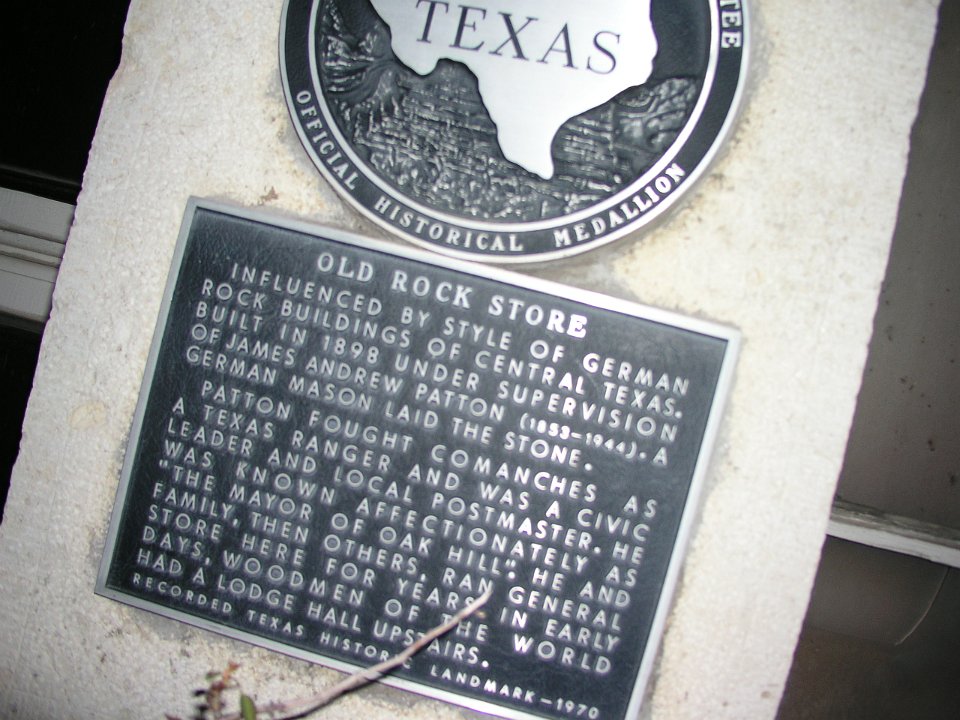 TEXAS
TEE
OFFICIAL HISTORICAL MEDALLION
OLD ROCK STORE
INFLUENCED BY STYLE OF GERMAN
ROCK BUILDINGS OF CENTRAL TEXAS.
BUILT IN 1898 UNDER SUPERVISION
OF JAMES ANDREW PATTON (1853-1944). A
GERMAN MASON LAID THE STONE.
PATTON FOUGHT COMANCHES AS
A TEXAS RANGER AND WAS A CIVIC
LEADER AND LOCAL POSTMASTER. HE
WAS KNOWN AFFECTIONATELY AS
"THE MAYOR OF OAK HILL". HE AND
FAMILY, THEN OTHERS, RAN GENERAL
STORE HERE FOR YEARS. IN EARLY
DAYS, WOODMEN OF THE WORLD
HAD A LODGE HALL UPSTAIRS.
RECORDED TEXAS HISTORIC LANDMARK-1970